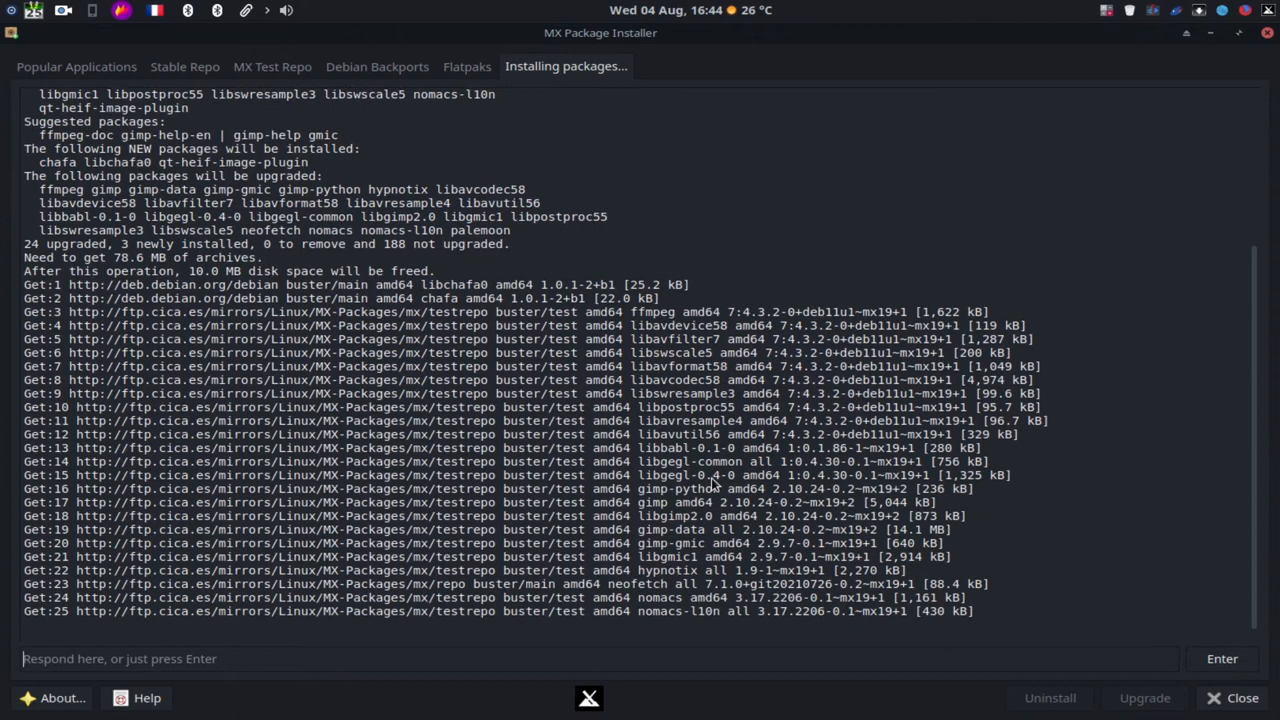 25
Wed 04 Aug, 16:44 26 °C
MX Package Installer
Popular Applications Stable Repo MX Test Repo Debian Backports Flatpaks Installing packages...
libgmic1 libpostproc55 libswresample3 libswscale5 nomacs-l10n
qt-heif-image-plugin
Suggested packages:
ffmpeg-doc gimp-help-en | gimp-help gmic
The following NEW packages will be installed:
chafa libchafa0 qt-heif-image-plugin
The following packages will be upgraded:
ffmpeg gimp gimp-data gimp-gmic gimp-python hypnotix libavcodec58
libavdevice58 libavfilter7 libavformat58 libavresample4 libavutil56
libbabl-0.1-0 libgegl-0.4-0 libgegl-common libgimp2.0 libgmic1 libpostproc55
libswresample3 libswscale5 neofetch nomacs nomacs-l10n palemoon
24 upgraded, 3 newly installed, 0 to remove and 188 not upgraded.
Need to get 78.6 MB of archives.
After this operation, 10.0 MB disk space will be freed.
Get:1 http://deb.debian.org/debian buster/main amd64 libchafa0 amd64 1.0.1-2+b1 [25.2 kB]
Get:2 http://deb.debian.org/debian buster/main amd64 chafa amd64 1.0.1-2+b1 [22.0 kB]
Get:3 http://ftp.cica.es/mirrors/Linux/MX-Packages/mx/testrepo buster/test amd64 ffmpeg amd64 7:4.3.2-0+deb11u1~mx19+1 [1,622 kB]
Get:4 http://ftp.cica.es/mirrors/Linux/MX-Packages/mx/testrepo buster/test amd64 libavdevice58 amd64 7:4.3.2-0+deb11u1~mx19+1 [119 kB]
Get:5 http://ftp.cica.es/mirrors/Linux/MX-Packages/mx/testrepo buster/test amd64 libavfilter7 amd64 7:4.3.2-0+deb11u1~mx19+1 [1,287 kB]
Get:6 http://ftp.cica.es/mirrors/Linux/MX-Packages/mx/testrepo buster/test amd64 libswscale5 amd64 7:4.3.2-0+deb11u1~mx19+1 [200 kB]
Get:7 http://ftp.cica.es/mirrors/Linux/MX-Packages/mx/testrepo buster/test amd64 libavformat58 amd64 7:4.3.2-0+deb11u1~mx19+1 [1,049 kB]
Get:8 http://ftp.cica.es/mirrors/Linux/MX-Packages/mx/testrepo buster/test amd64 libavcodec58 amd64 7:4.3.2-0+deb11u1~mx19+1 [4,974 kB]
Get:9 http://ftp.cica.es/mirrors/Linux/MX-Packages/mx/testrepo buster/test amd64 libswresample3 amd64 7:4.3.2-0+deb11u1~mx19+1 [99.6 kB]
Get:10 http://ftp.cica.es/mirrors/Linux/MX-Packages/mx/testrepo buster/test amd64 libpostproc55 amd64 7:4.3.2-0+deb11u1~mx19+1 [95.7 kB]
Get:11 http://ftp.cica.es/mirrors/Linux/MX-Packages/mx/testrepo buster/test amd64 libavresample4 amd64 7:4.3.2-0+deb11u1~mx19+1 [96.7 kB]
Get:12 http://ftp.cica.es/mirrors/Linux/MX-Packages/mx/testrepo buster/test amd64 libavutil56 amd64 7:4.3.2-0+deb11u1~mx19+1 [329 kB]
Get:13 http://ftp.cica.es/mirrors/Linux/MX-Packages/mx/testrepo buster/test amd64 libbabl-0.1-0 amd64 1:0.1.86-1~mx19+1 [280 kB]
Get:14 http://ftp.cica.es/mirrors/Linux/MX-Packages/mx/testrepo buster/test amd64 libgegl-common all 1:0.4.30-0.1~mx19+1 [756 kB]
Get:15 http://ftp.cica.es/mirrors/Linux/MX-Packages/mx/testrepo buster/test amd64 libgegl-0.4-0 amd64 1:0.4.30-0.1~mx19+1 [1,325 kB]
Get:16 http://ftp.cica.es/mirrors/Linux/MX-Packages/mx/testrepo buster/test amd64 gimp-python amd64 2.10.24-0.2~mx19+2 [236 kB]
Get:17 http://ftp.cica.es/mirrors/Linux/MX-Packages/mx/testrepo buster/test amd64 gimp amd64 2.10.24-0.2~mx19+2 [5,044 kB]
Get:18 http://ftp.cica.es/mirrors/Linux/MX-Packages/mx/testrepo buster/test amd64 libgimp2.0 amd64 2.10.24-0.2~mx19+2 [873 kB]
Get:19 http://ftp.cica.es/mirrors/Linux/MX-Packages/mx/testrepo buster/test amd64 gimp-data all 2.10.24-0.2~mx19+2 [14.1 MB]
Get:20 http://ftp.cica.es/mirrors/Linux/MX-Packages/mx/testrepo buster/test amd64 gimp-gmic amd64 2.9.7-0.1~mx19+1 [640 kB]
Get:21 http://ftp.cica.es/mirrors/Linux/MX-Packages/mx/testrepo buster/test amd64 libgmic1 amd64 2.9.7-0.1~mx19+1 [2,914 kB]
Get:22 http://ftp.cica.es/mirrors/Linux/MX-Packages/mx/testrepo buster/test amd64 hypnotix all 1.9-1~mx19+1 [2,270 kB]
Get:23 http://ftp.cica.es/mirrors/Linux/MX-Packages/mx/repo buster/main amd64 neofetch all 7.1.0+git20210726-0.2~mx19+1 [88.4 kB]
Get:24 http://ftp.cica.es/mirrors/Linux/MX-Packages/mx/testrepo buster/test amd64 nomacs amd64 3.17.2206-0.1~mx19+1 [1,161 kB]
Get:25 http://ftp.cica.es/mirrors/Linux/MX-Packages/mx/testrepo buster/test amd64 nomacs-l10n all 3.17.2206-0.1~mx19+1 [430 kB]
Respond here, or just press Enter Enter
About... Help Uninstall Upgrade Close